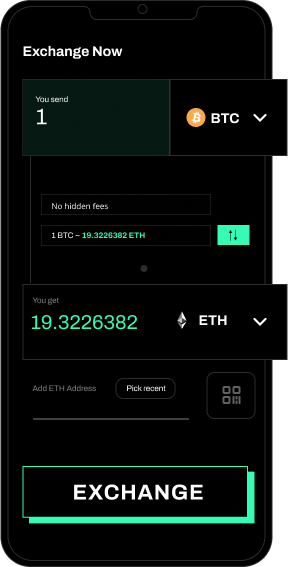 Exchange Now
You send
1
BTC
No hidden fees
1 BTC ~ 19.3226382 ETH
You get
19.3226382
ETH
Add ETH Address
Pick recent
EXCHANGE